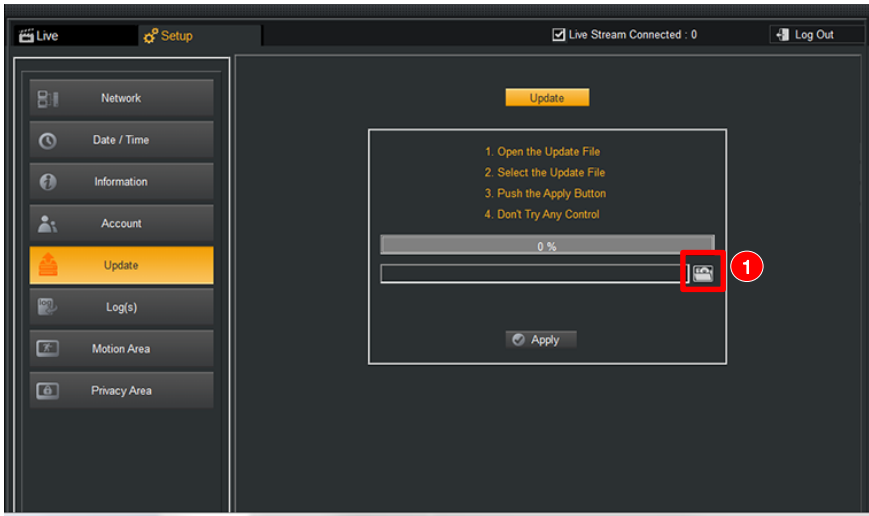 Live
Setup
Live Stream Connected : 0
Log Out
Network
Date / Time
Information
Account
Update
Log(s)
Motion Area
Privacy Area
Update
1. Open the Update File
2. Select the Update File
3. Push the Apply Button
4. Don't Try Any Control
0 %
1
Apply